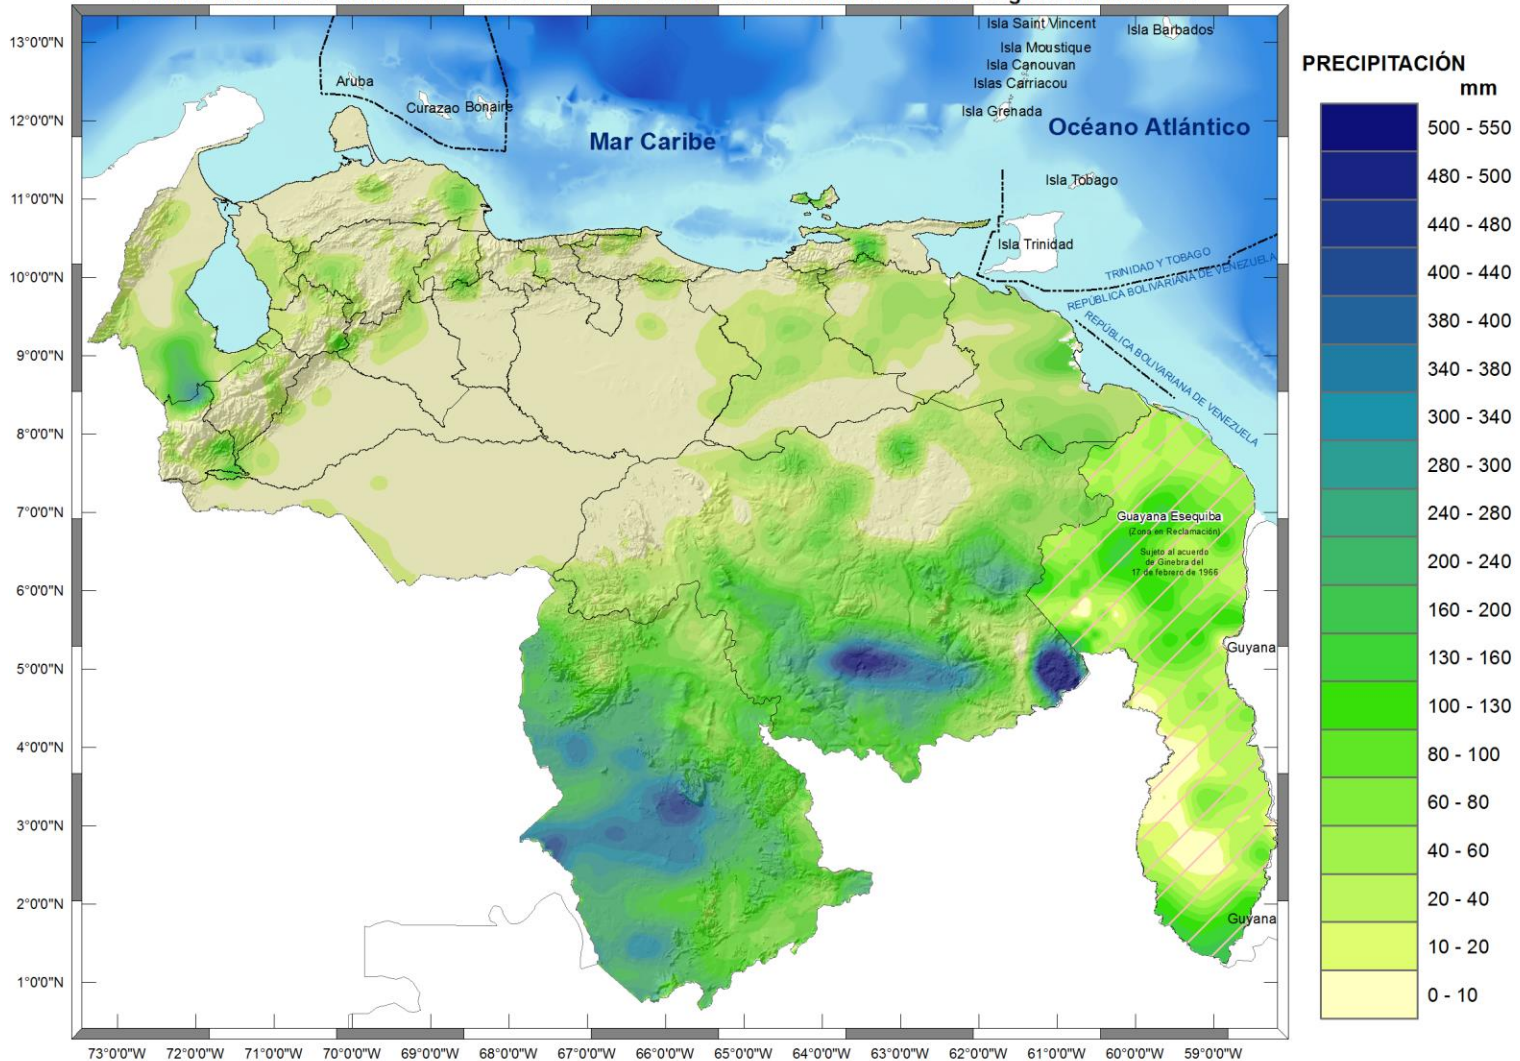 13°0'0"N
12°0'0"N
11°0'0"N
10°0'0"N
9°0'0"N
8°0'0"N
7°0'0"N
6°0'0"N
5°0'0"N
4°0'0"N
3°0'0"N
2°0'0"N
1°0'0"N
Isla Saint Vincent
Isla Barbados
Isla Moustique
Isla Canouvan
Islas Carriacou
Isla Grenada
Aruba
Curazao
Bonaire
Mar Caribe
Océano Atlántico
Isla Tobago
Isla Trinidad
TRINIDAD Y TOBAGO
REPÚBLICA BOLIVARIANA DE VENEZUELA
REPÚBLICA BOLIVARIANA DE VENEZUELA
Guayana Esequiba
(Zona en Reclamación)
Sujeto al acuerdo
de Ginebra del
17 de febrero de 1966
Guyana
Guyana
73°0'0"W
72°0'0"W
71°0'0"W
70°0'0"W
69°0'0"W
68°0'0"W
67°0'0"W
66°0'0"W
65°0'0"W
64°0'0"W
63°0'0"W
62°0'0"W
61°0'0"W
60°0'0"W
59°0'0"W
PRECIPITACIÓN
mm
500 - 550
480 - 500
440 - 480
400 - 440
380 - 400
340 - 380
300 - 340
280 - 300
240 - 280
200 - 240
160 - 200
130 - 160
100 - 130
80 - 100
60 - 80
40 - 60
20 - 40
10 - 20
0 - 10